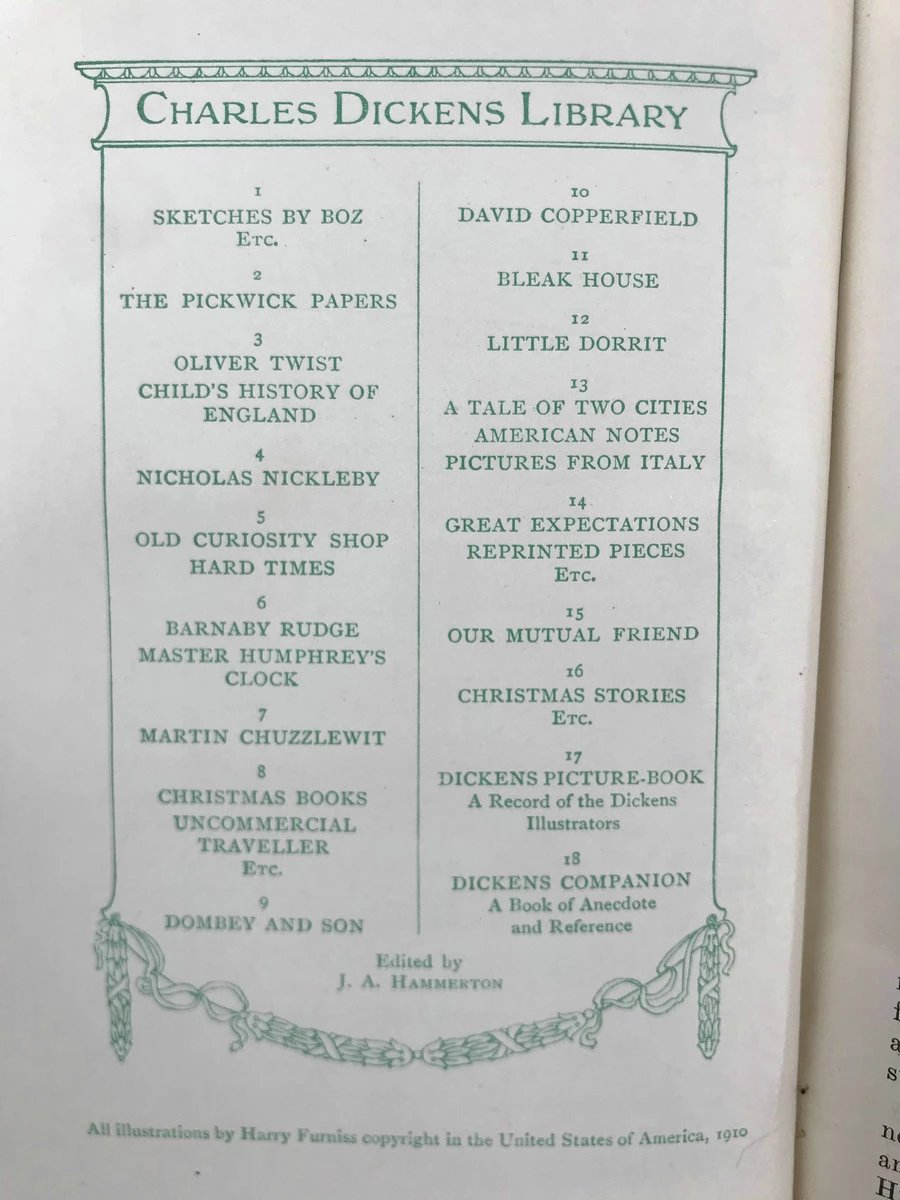 CHARLES DICKENS LIBRARY
1
SKETCHES BY BOZ
ETC.
2
THE PICKWICK PAPERS
3
OLIVER TWIST
CHILD'S HISTORY OF
ENGLAND
4
NICHOLAS NICKLEBY
5
OLD CURIOSITY SHOP
HARD TIMES
6
BARNABY RUDGE
MASTER HUMPHREY'S
CLOCK
7
MARTIN CHUZZLEWIT
8
CHRISTMAS BOOKS
UNCOMMERCIAL
TRAVELLER
ETC.
9
DOMBEY AND SON
10
DAVID COPPERFIELD
11
BLEAK HOUSE
12
LITTLE DORRIT
13
A TALE OF TWO CITIES
AMERICAN NOTES
PICTURES FROM ITALY
14
GREAT EXPECTATIONS
REPRINTED PIECES
ETC.
15
OUR MUTUAL FRIEND
16
CHRISTMAS STORIES
ETC.
17
DICKENS PICTURE-BOOK
A Record of the Dickens
Illustrators
18
DICKENS COMPANION
A Book of Anecdote
and Reference
Edited by
J. A. HAMMERTON
All illustrations by Harry Furniss copyright in the United States of America, 1910